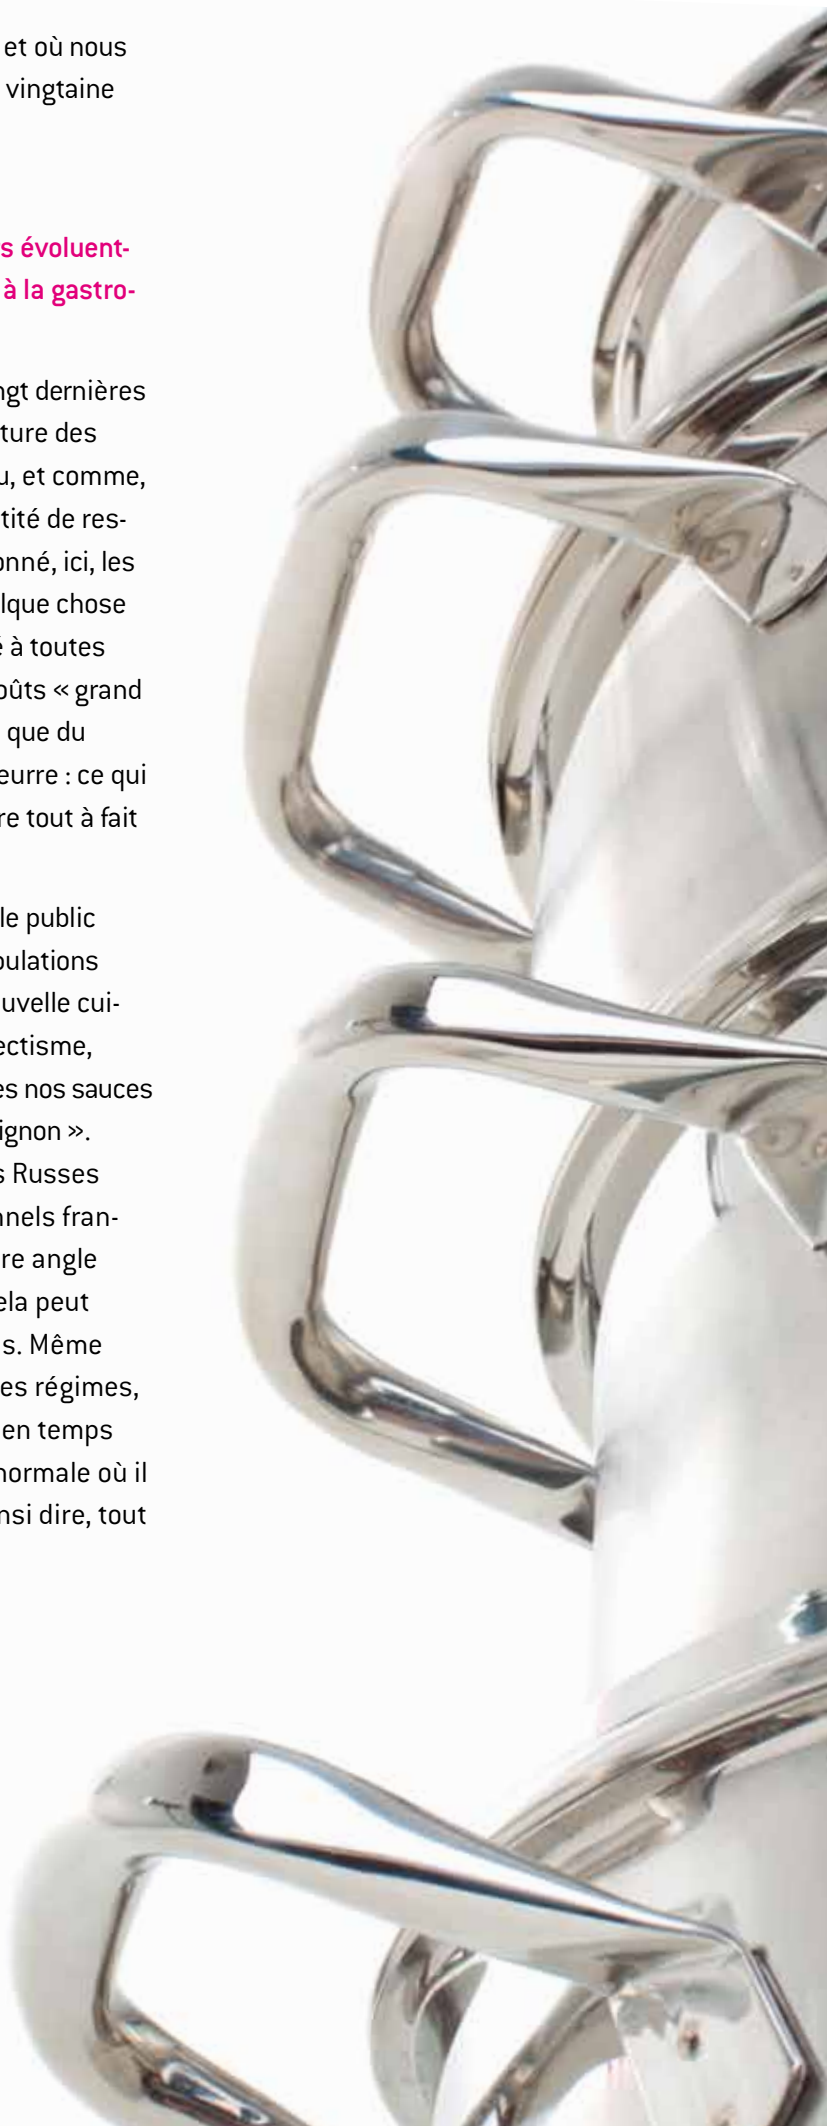 et où nous
vingtaine
s évoluent-
à la gastro-
ngt dernières
ture des
u, et comme,
tité de res-
onné, ici, les
lque chose
é à toutes
oûts « grand
que du
eurre : ce qui
re tout à fait
le public
pulations
uvelle cui-
ectisme,
es nos sauces
ignon ».
s Russes
nnels fran-
re angle
ela peut
s. Même
es régimes,
en temps
normale où il
nsi dire, tout